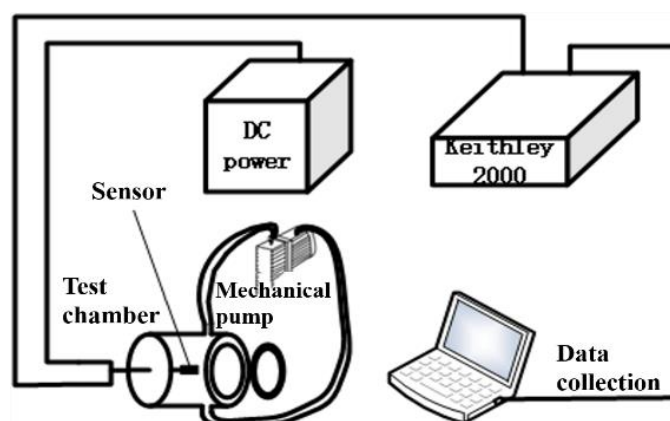 DC
power
Keithley
2000
Sensor
Test
chamber
Mechanical
pump
Data
collection